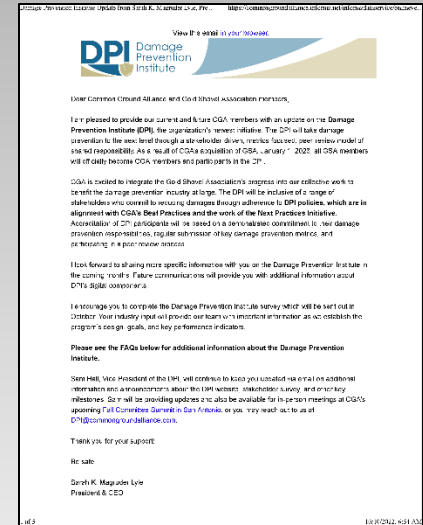 Damage Prevention Institute Update from Sarah K. Magruder Lyle, Pre...
View this email in your browser.
DPI Damage
Prevention
Institute
Dear Common Ground Alliance and Gold Shovel Association members,
I am pleased to provide our current and future CGA members with an update on the Damage
Prevention Institute (DPI), the organization's newest initiative. The DPI will take damage
prevention to the next level through a stakeholder driven, metrics focused, peer review model of
shared responsibility. As a result of CGA's acquisition of GSA, January 1, 2023, all GSA members
will officially become CGA members and participants in the DPI.
CGA is excited to integrate the Gold Shovel Association's progress into our collective work to
benefit the damage prevention industry at large. The DPI will be inclusive of a range of
stakeholders who commit to reducing damages through adherence to DPI policies, which are in
alignment with CGA's Best Practices and the work of the Next Practices Initiative.
Accreditation of DPI participants will be based on a demonstrated commitment to their damage
prevention responsibilities, regular submission of key damage prevention metrics, and
participating in a peer review process.
I look forward to sharing more specific information with you on the Damage Prevention Institute in
the coming months. Future communications will provide you with additional information about
DPI's digital components.
I encourage you to complete the Damage Prevention Institute survey which will be sent out in
October. Your industry input will provide our team with important information as we establish the
program's design, goals, and key performance indicators.
Please see the FAQs below for additional information about the Damage Prevention
Institute.
Sam Hall, Vice President of the DPI, will continue to keep you updated via email on additional
information and announcements about the DPI website, stakeholder survey, and other key
milestones. Sam will be providing updates and also be available for in-person meetings at CGA's
upcoming Fall Committee Summit in San Antonio, or you may reach out to us at
DPI@commongroundalliance.com.
Thank you for your support!
Be safe
Sarah K. Magruder Lyle
President & CEO
1 of 5
10/10/2022, 6:54 AM